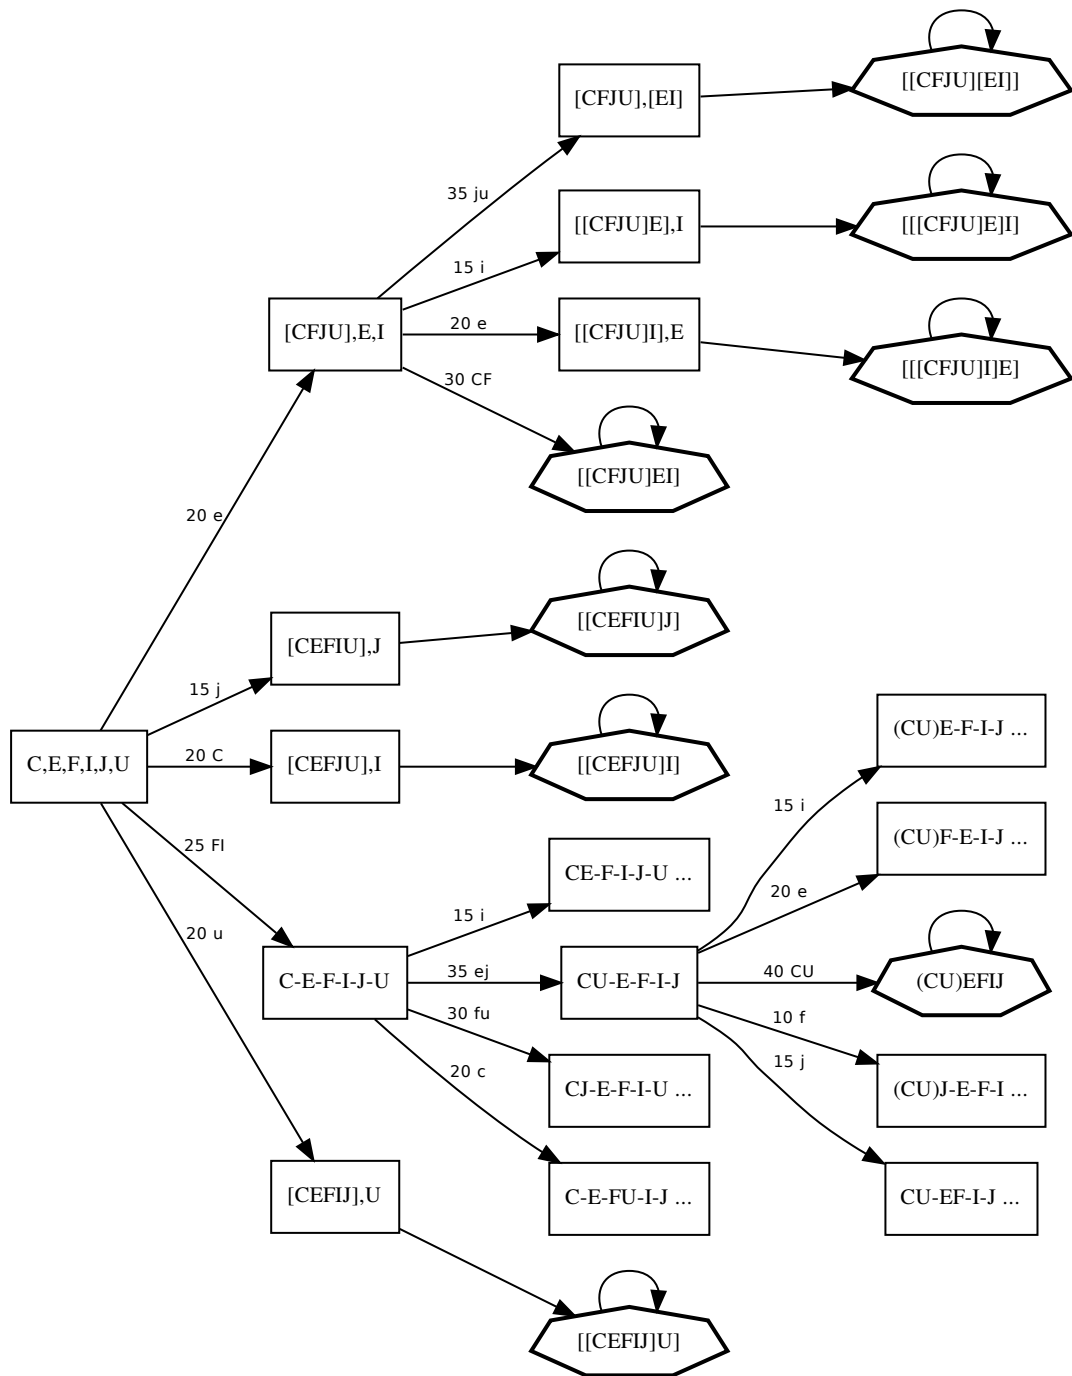 [[CFJU][EI]]
[CFJU],[EI]
35 ju
[[CFJU]E],I
[[[CFJU]E]I]
15 i
[CFJU],E,I
20 e
[[CFJU]I],E
[[[CFJU]I]E]
30 CF
[[CFJU]EI]
20 e
[[CEFIU]J]
[CEFIU],J
15 j
C,E,F,I,J,U
20 C
[CEFJU],I
[[CEFJU]I]
(CU)E-F-I-J ...
15 i
25 FI
CE-F-I-J-U ...
(CU)F-E-I-J ...
20 e
15 i
20 u
C-E-F-I-J-U
35 ej
CU-E-F-I-J
40 CU
(CU)EFIJ
30 fu
10 f
CJ-E-F-I-U ...
(CU)J-E-F-I ...
15 j
20 c
[CEFIJ],U
C-E-FU-I-J ...
CU-EF-I-J ...
[[CEFIJ]U]